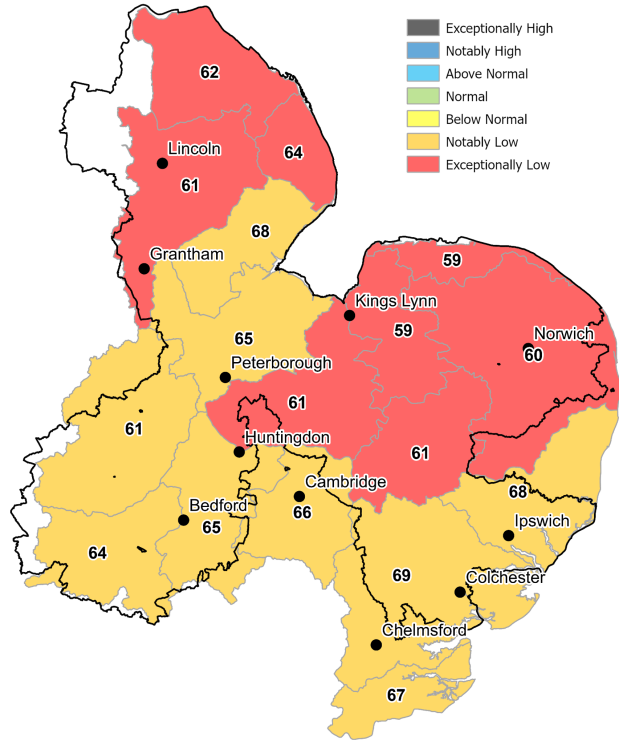 Exceptionally High
Notably High
Above Normal
Normal
Below Normal
Notably Low
Exceptionally Low
62
Lincoln
64
61
68
Grantham
59
Kings Lynn
59
Norwich
60
65
Peterborough
61
61
Huntingdon
61
Cambridge
68
Bedford
66
65
Ipswich
64
69
Colchester
Chelmsford
67